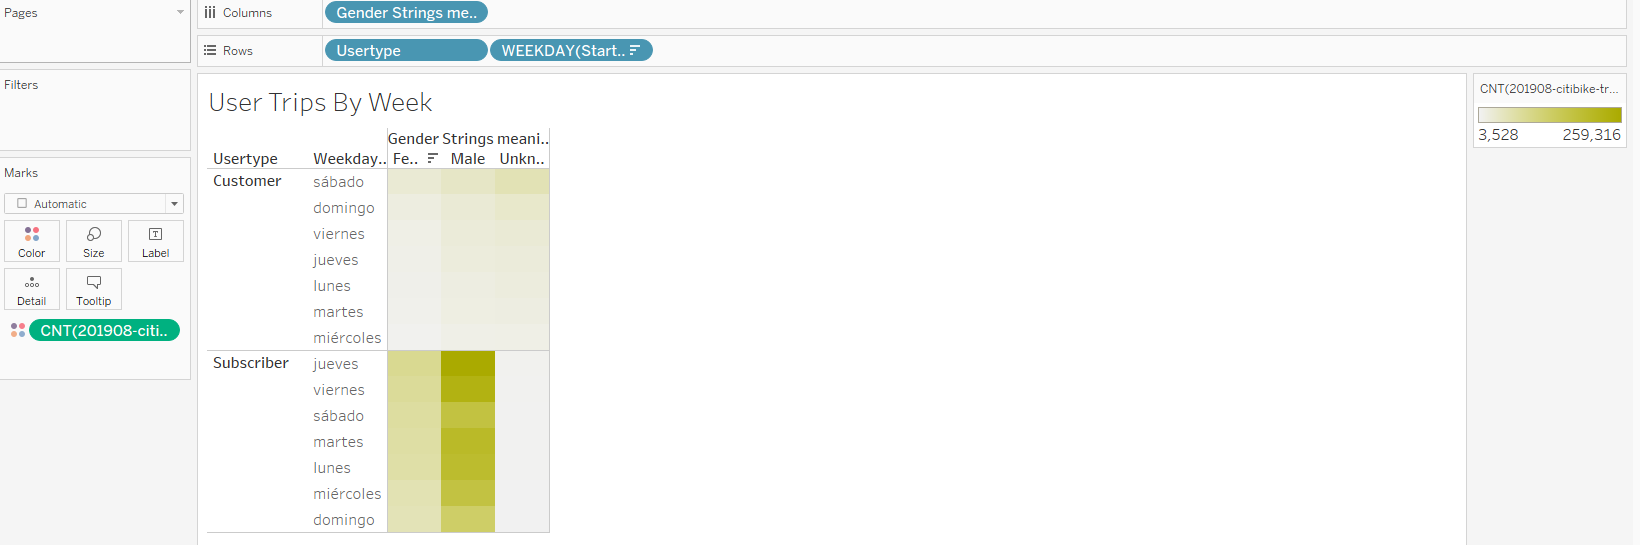 Pages
Columns
Gender Strings me..
Rows
Usertype
WEEKDAY(Start..
Filters
Marks
Automatic
Color
Size
Label
Detail
Tooltip
CNT(201908-citi..
User Trips By Week
Gender Strings meani..
Usertype
Weekday..
Fe..
Male
Unkn..
Customer
sábado
domingo
viernes
jueves
lunes
martes
miércoles
Subscriber
jueves
viernes
sábado
martes
lunes
miércoles
domingo
CNT(201908-citibike-tr...
3,528
259,316